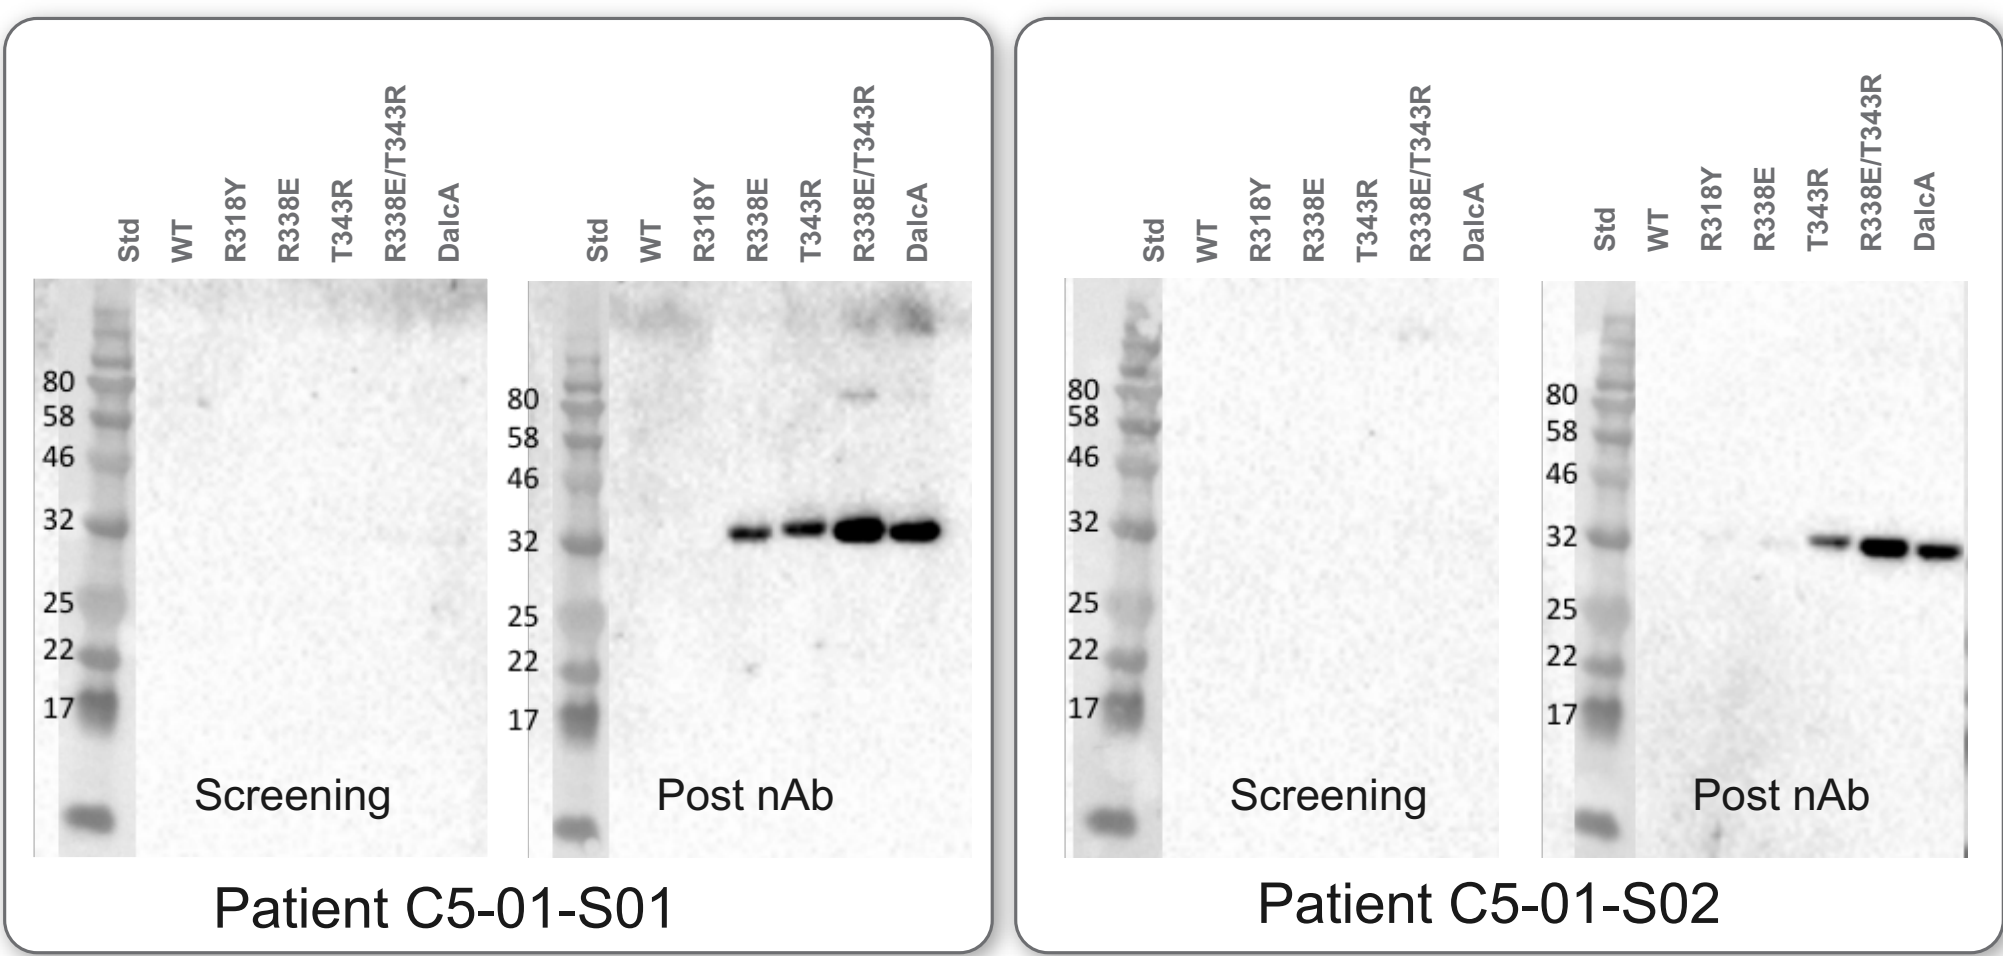 Std WT R318Y R338E T343R R338E/T343R DalcA
80
58
46
32
25
22
17
Screening
Std WT R318Y R338E T343R R338E/T343R DalcA
80
58
46
32
25
22
17
Post nAb
Patient C5-01-S01
Std WT R318Y R338E T343R R338E/T343R DalcA
80
58
46
32
25
22
17
Screening
Std WT R318Y R338E T343R R338E/T343R DalcA
80
58
46
32
25
22
17
Post nAb
Patient C5-01-S02